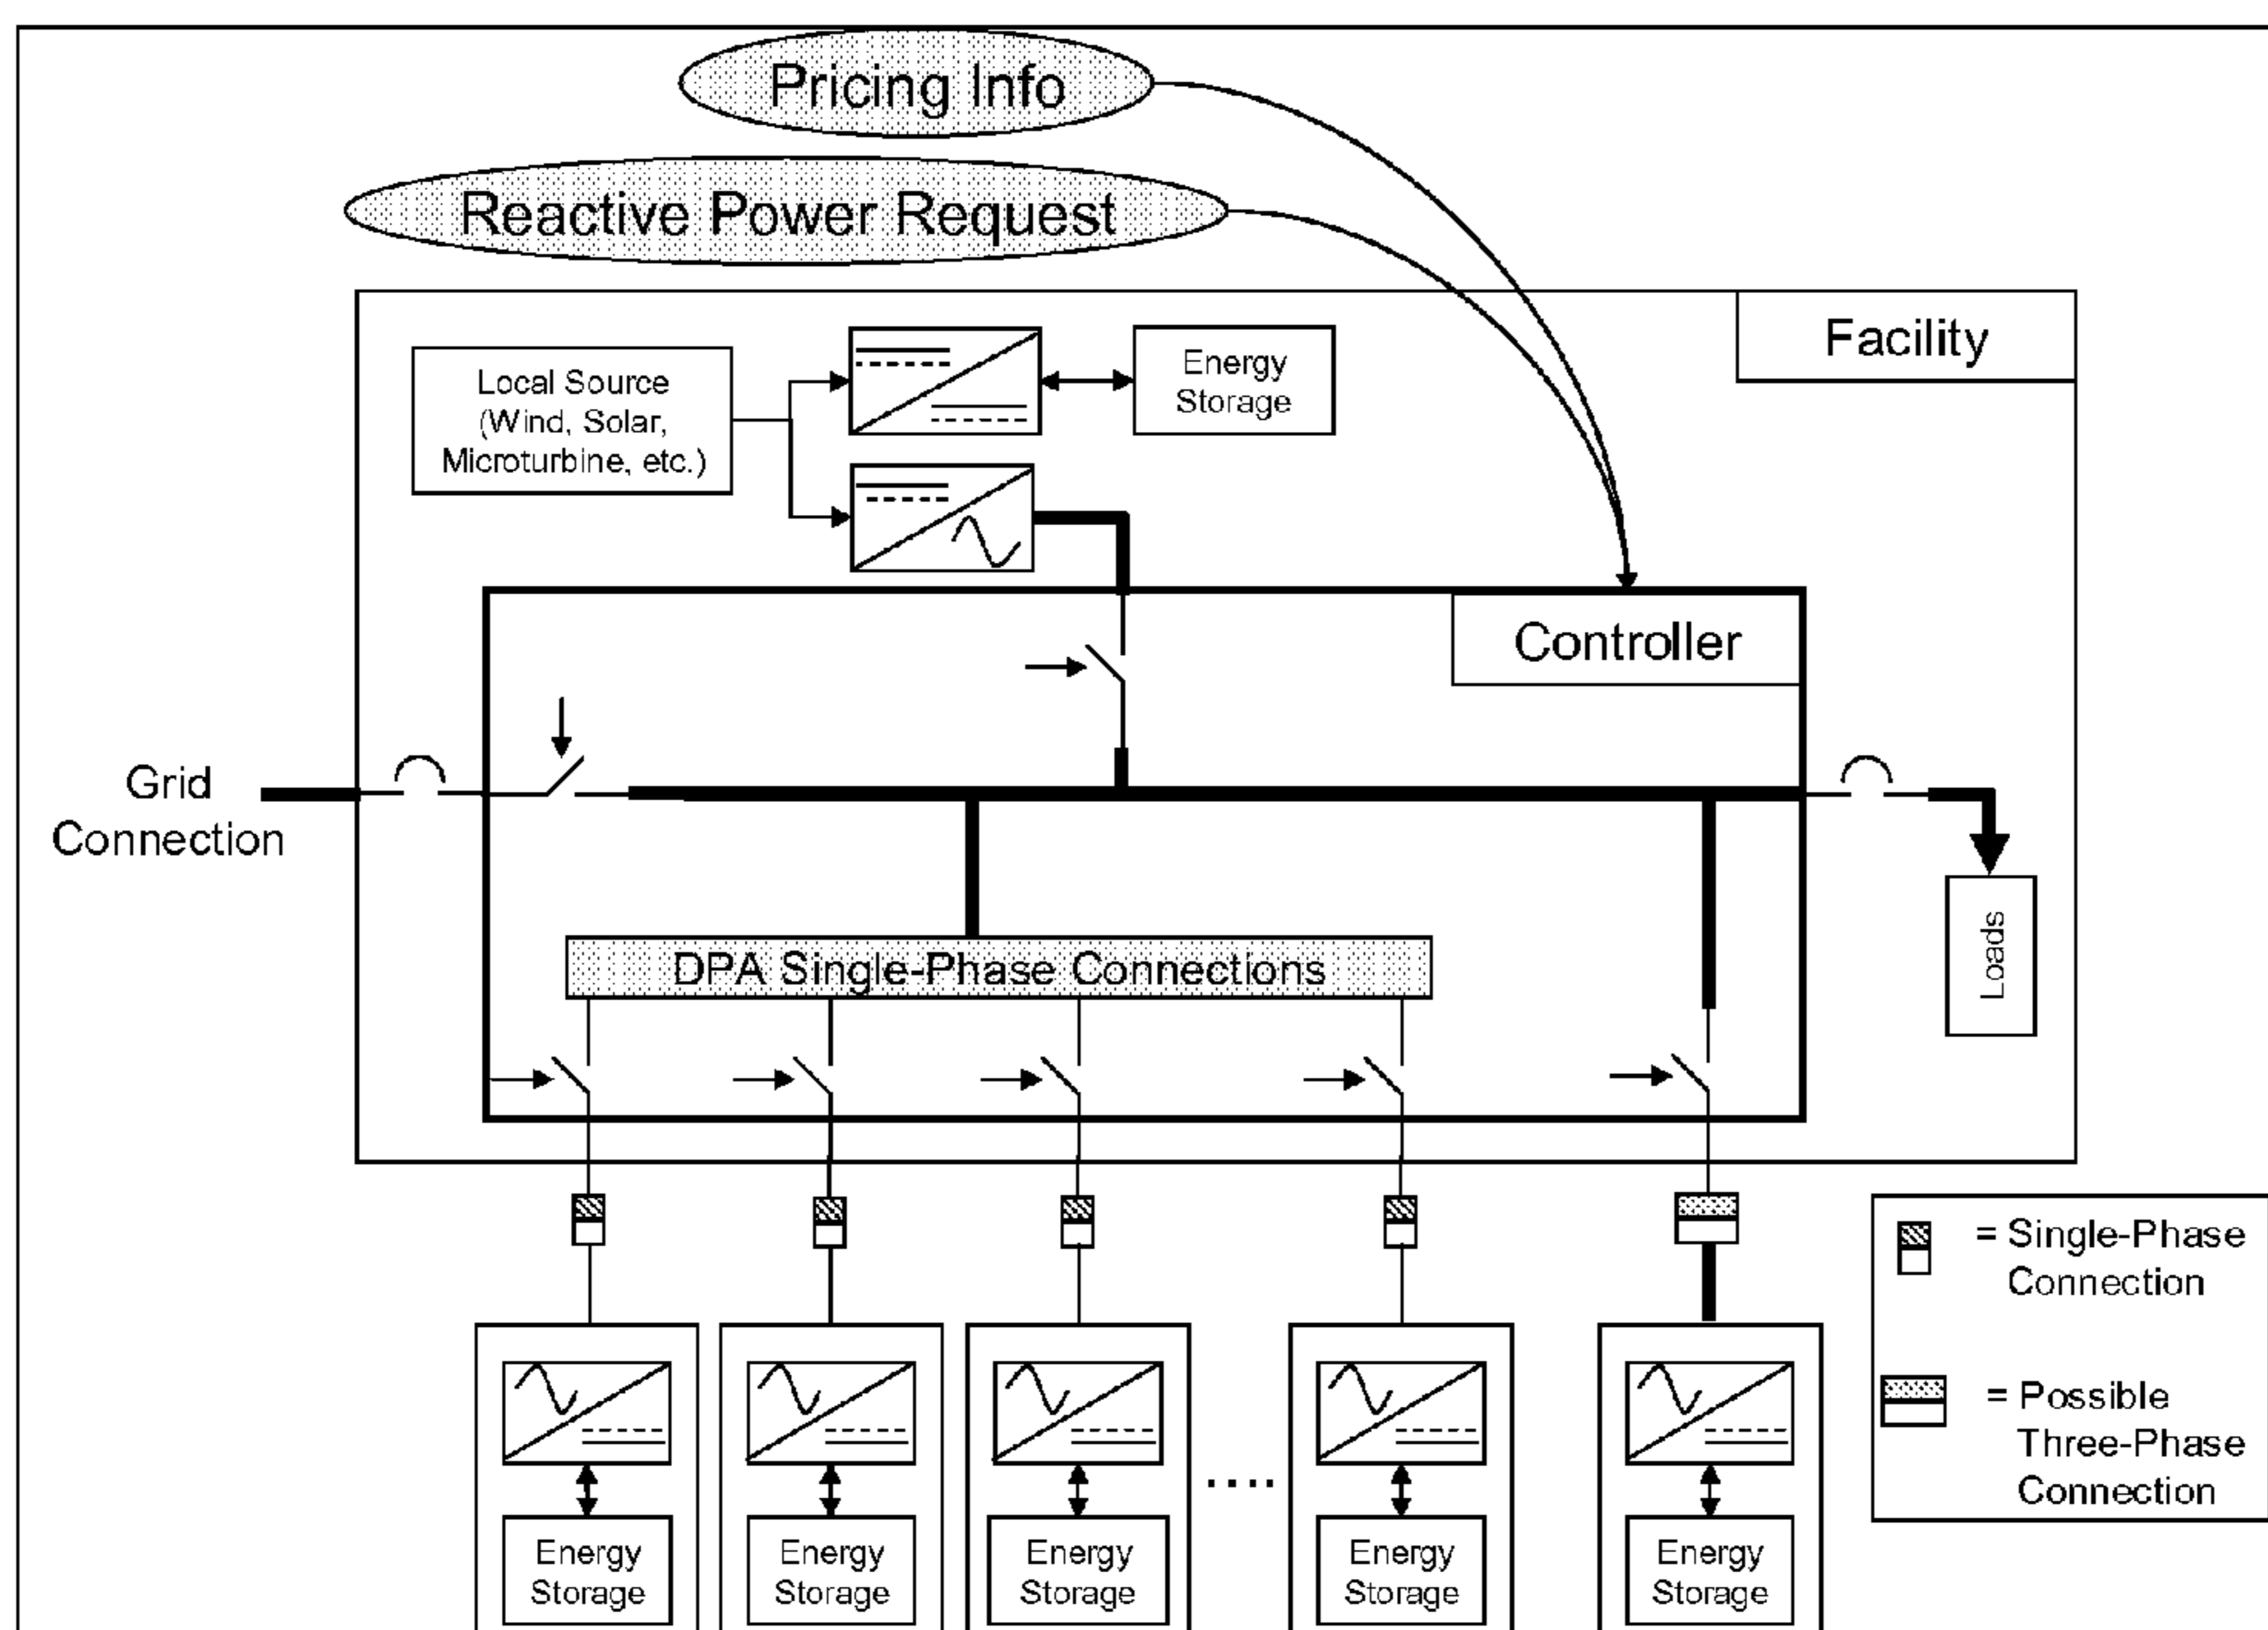 Pricing Info
Reactive Power Request
Facility
Local Source
(Wind, Solar,
Microturbine, etc.)
Energy
Storage
Controller
Grid
Connection
Loads
DPA Single-Phase Connections
= Single-Phase
Connection
= Possible
Three-Phase
Connection
....
Energy
Storage
Energy
Storage
Energy
Storage
Energy
Storage
Energy
Storage